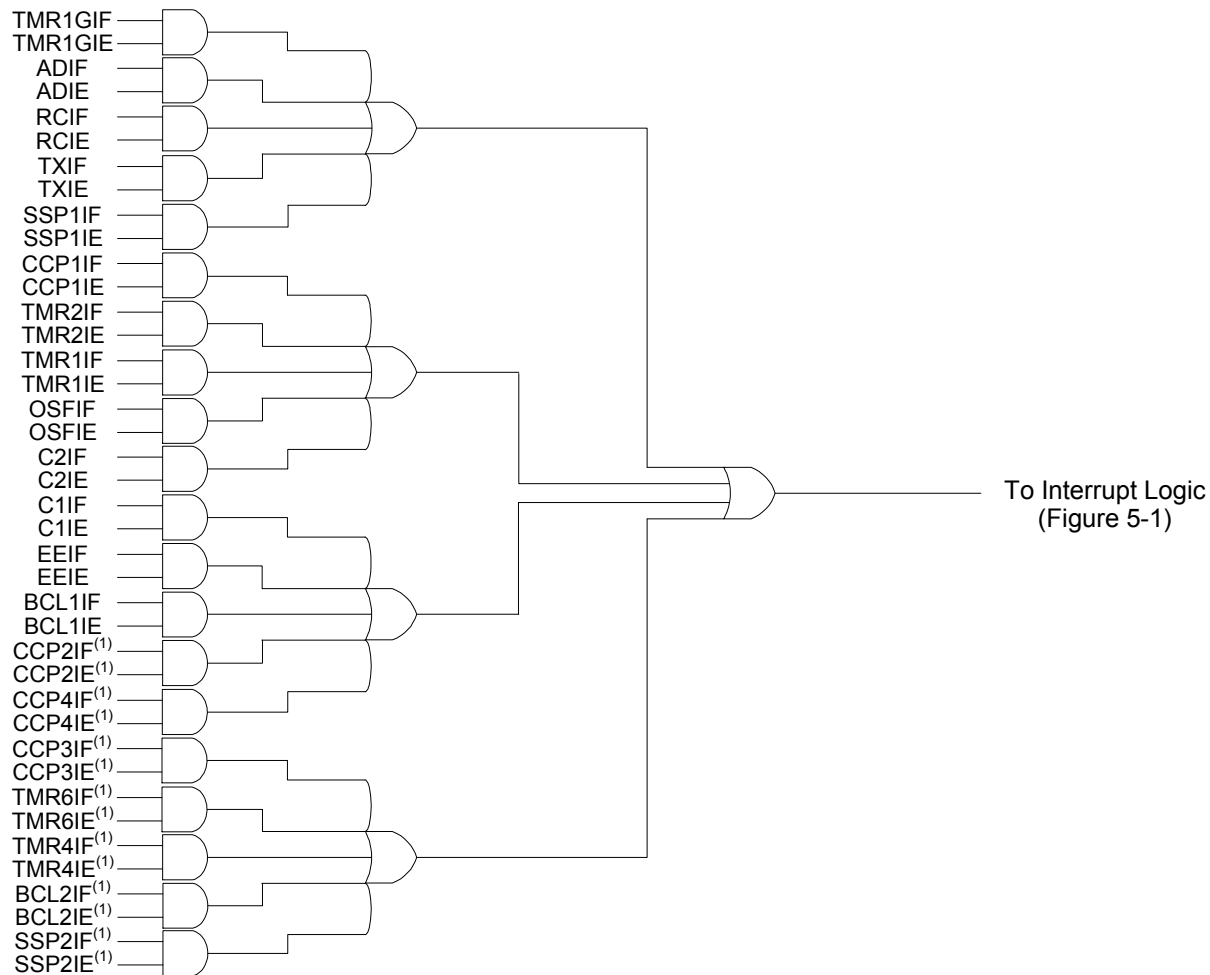 TMR1GIF
TMR1GIE
ADIF
ADIE
RCIF
RCIE
TXIF
TXIE
SSP1IF
SSP1IE
CCP1IF
CCP1IE
TMR2IF
TMR2IE
TMR1IF
TMR1IE
OSFIF
OSFIE
C2IF
C2IE
C1IF
C1IE
EEIF
EEIE
BCL1IF
BCL1IE
CCP2IF(1)
CCP2IE(1)
CCP4IF(1)
CCP4IE(1)
CCP3IF(1)
CCP3IE(1)
TMR6IF(1)
TMR6IE(1)
TMR4IF(1)
TMR4IE(1)
BCL2IF(1)
BCL2IE(1)
SSP2IF(1)
SSP2IE(1)
To Interrupt Logic
(Figure 5-1)